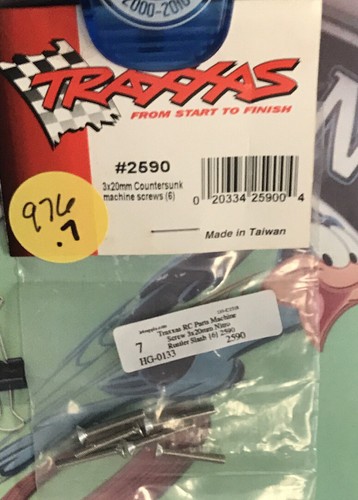 2000-2010
TRAXXAS
FROM START TO FINISH
#2590
3x20mm Countersunk
machine screws (6)
0 20334 25900 4
Made in Taiwan
976
.7
Traxxas RC Parts Machine
7 Screw 3x20mm Nitro
Rustler Slash (6) 2590
HG-0133 2590